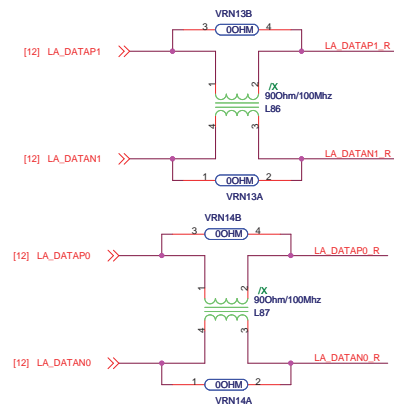 VRN13B
3 0OHM 4
[12] LA_DATAP1 LA_DATAP1_R
1 2
/X
90Ohm/100Mhz
L86
4 3
[12] LA_DATAN1 LA_DATAN1_R
1 0OHM 2
VRN13A
VRN14B
3 0OHM 4
[12] LA_DATAP0 LA_DATAP0_R
1 2
/X
90Ohm/100Mhz
L87
4 3
[12] LA_DATAN0 LA_DATAN0_R
1 0OHM 2
VRN14A